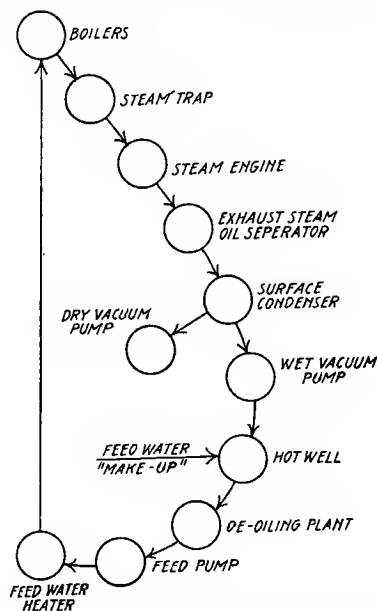 BOILERS
STEAM TRAP
STEAM ENGINE
EXHAUST STEAM
OIL SEPERATOR
SURFACE
CONDENSER
DRY VACUUM
PUMP
WET VACUUM
PUMP
FEED WATER
"MAKE-UP"
HOT WELL
DE-OILING PLANT
FEED PUMP
FEED WATER
HEATER